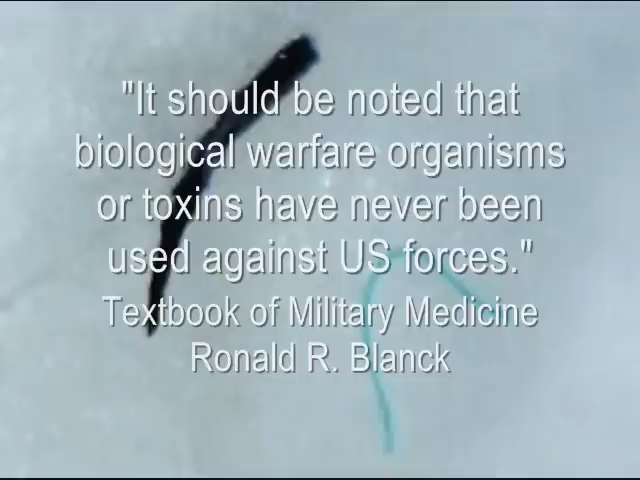 "It should be noted that
biological warfare organisms
or toxins have never been
used against US forces."
Textbook of Military Medicine
Ronald R. Blanck